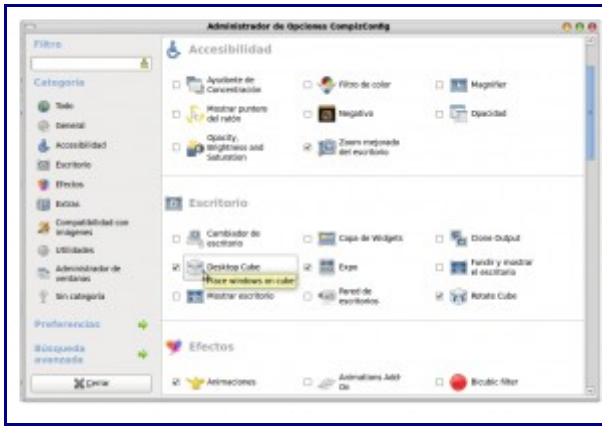 Administrador de Opciones CompizConfig
Filtro
Categoría
Todo
General
Accesibilidad
Escritorio
Efectos
Extras
Compatibilidad con
imágenes
Utilidades
Administrador de
ventanas
Sin categoría
Preferencias
Búsqueda
avanzada
Cerrar
Accesibilidad
Ayudante de
Concentración
Filtro de color
Magnifier
Mostrar puntero
del ratón
Negativo
Opacidad
Opacity,
Brightness and
Saturation
Zoom mejorado
del escritorio
Escritorio
Cambiador de
escritorio
Capa de Widgets
Clone Output
Desktop Cube
Expo
Fundir y mostrar
el escritorio
Place windows on cube
Mostrar escritorio
Pared de
escritorios
Rotate Cube
Efectos
Animaciones
Animations Add-
On
Bicubic filter